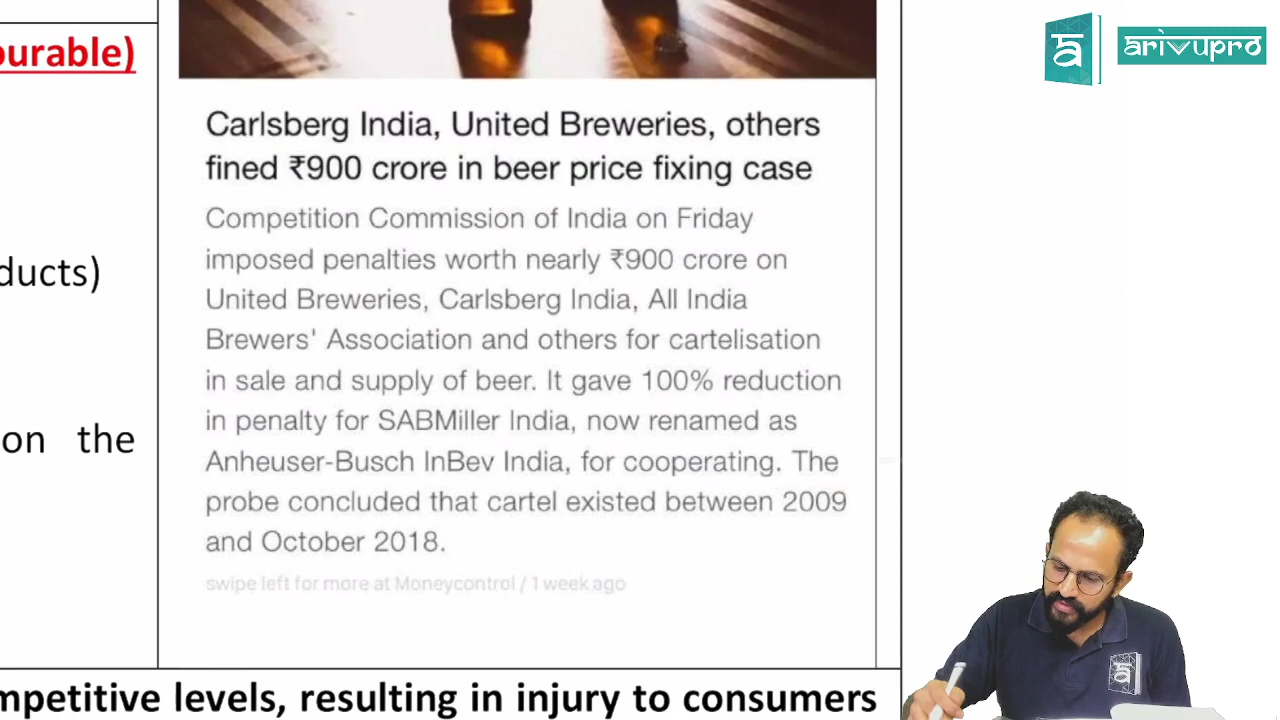 ourable)
ducts)
on the
Carlsberg India, United Breweries, others
fined ₹900 crore in beer price fixing case
Competition Commission of India on Friday
imposed penalties worth nearly ₹900 crore on
United Breweries, Carlsberg India, All India
Brewers' Association and others for cartelisation
in sale and supply of beer. It gave 100% reduction
in penalty for SABMiller India, now renamed as
Anheuser-Busch InBev India, for cooperating. The
probe concluded that cartel existed between 2009
and October 2018.
swipe left for more at Moneycontrol / 1 week ago
mpetitive levels, resulting in injury to consumers
ā
arivupro
ā